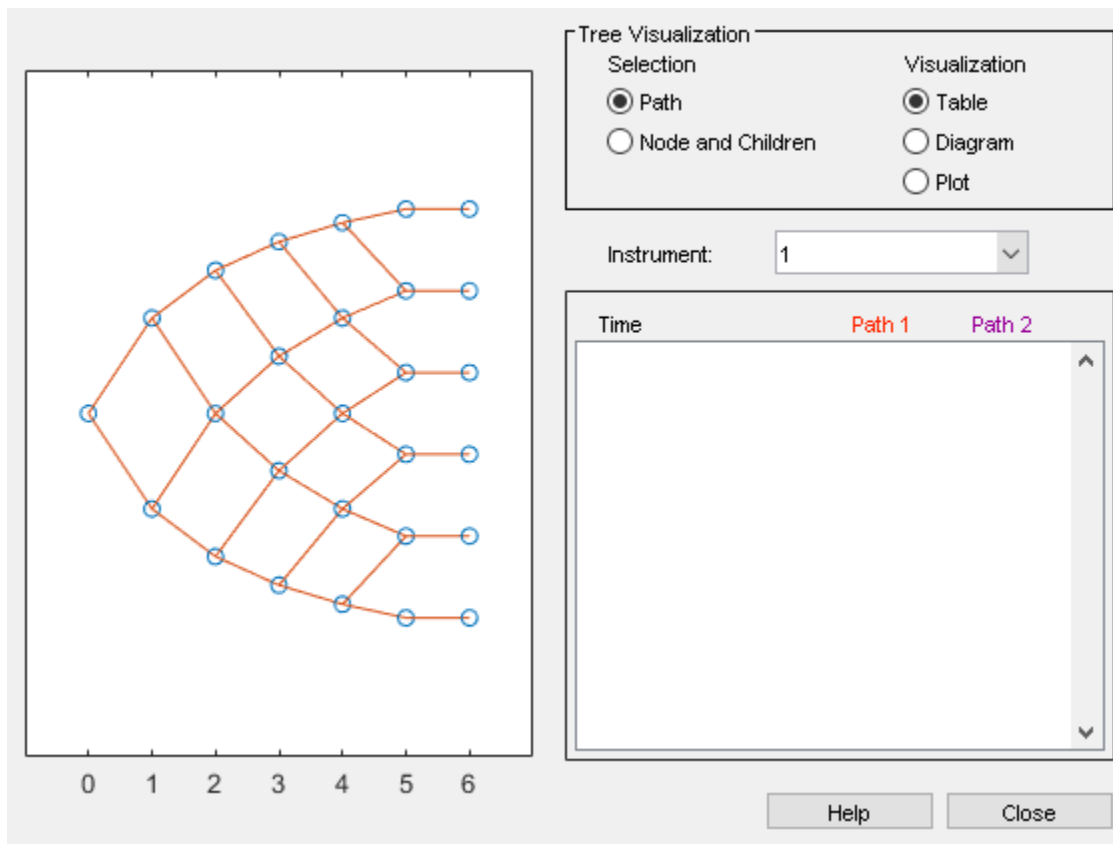 Tree Visualization
Selection
Visualization
Path
Table
Node and Children
Diagram
Plot
Instrument:
1
Time
Path 1
Path 2
0 1 2 3 4 5 6
Help
Close